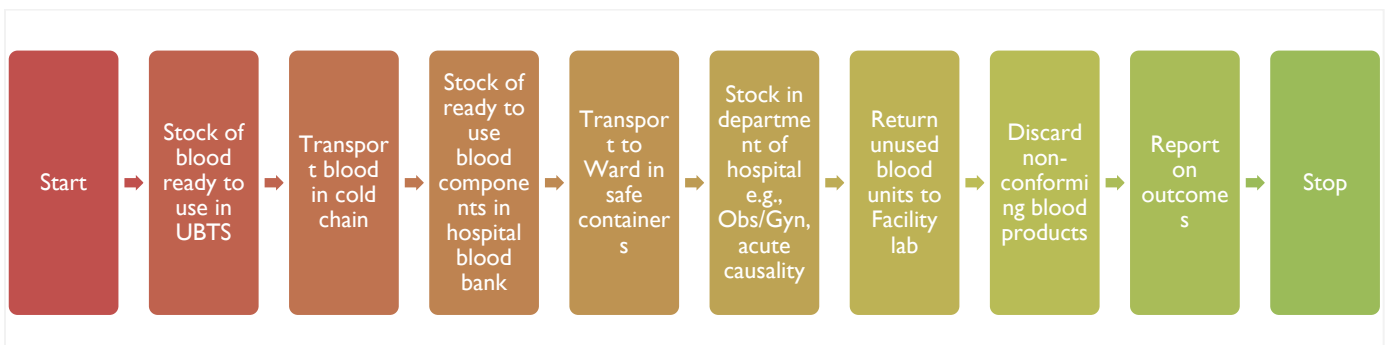 Start
Stock of
blood
ready to
use in
UBTS
Transpor
t blood
in cold
chain
Stock of
ready to
use
blood
compone
nts in
hospital
blood
bank
Transpor
t to
Ward in
safe
container
s
Stock in
departme
nt of
hospital
e.g.,
Obs/Gyn,
acute
causality
Return
unused
blood
units to
Facility
lab
Discard
non-
conformi
ng blood
products
Report
on
outcome
s
Stop